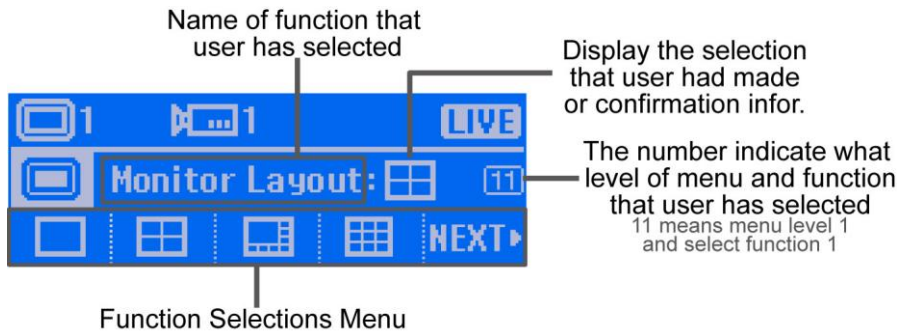 Name of function that
user has selected
Display the selection
that user had made
or confirmation infor.
1 1 LIVE
Monitor Layout: 11
NEXT
The number indicate what
level of menu and function
that user has selected
11 means menu level 1
and select function 1
Function Selections Menu